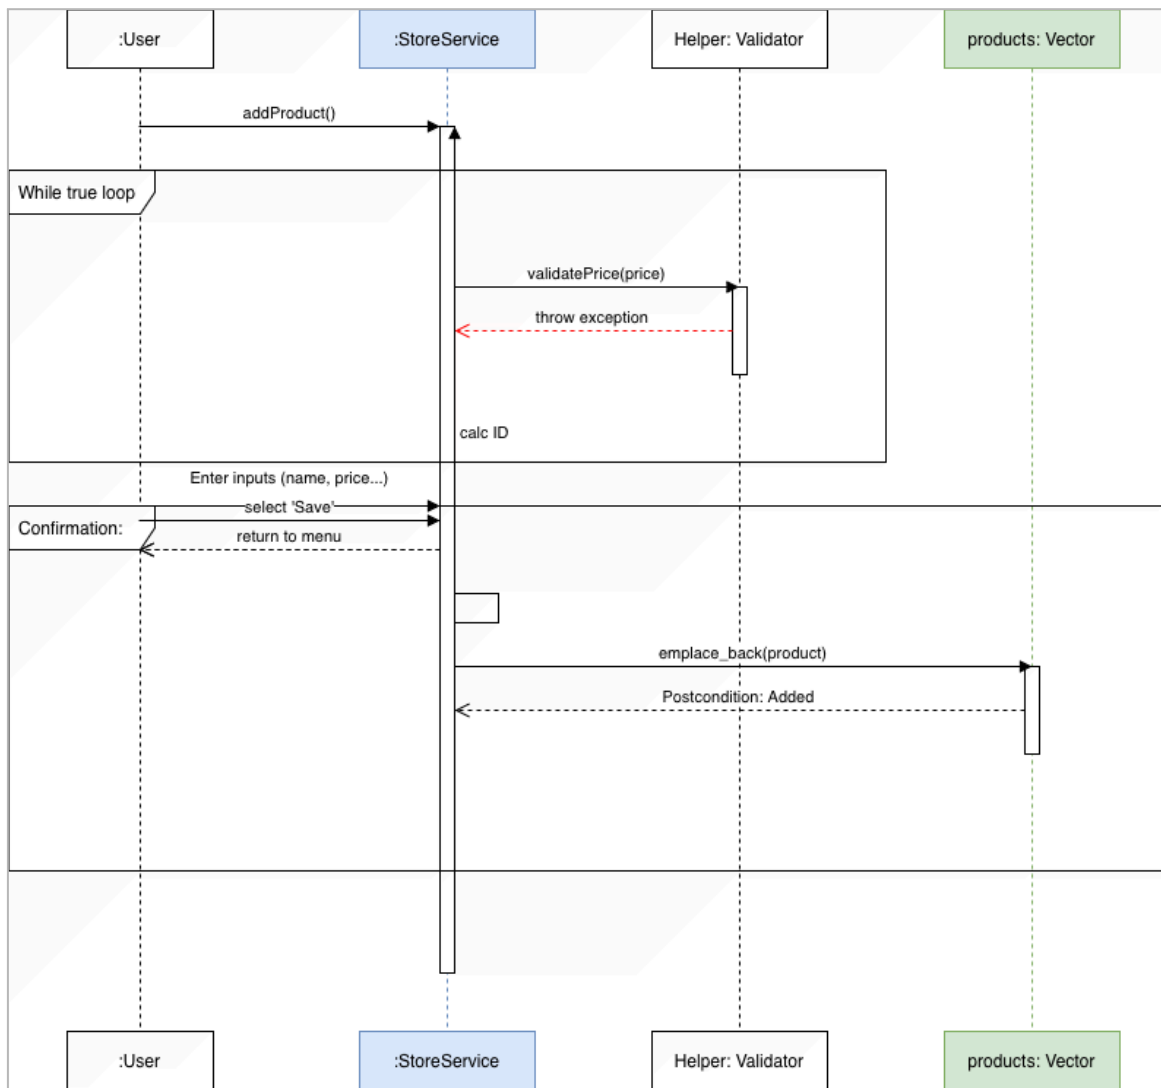 :User
:StoreService
Helper: Validator
products: Vector
addProduct()
While true loop
validatePrice(price)
throw exception
calc ID
Enter inputs (name, price...)
select 'Save'
Confirmation:
return to menu
emplace_back(product)
Postcondition: Added
:User
:StoreService
Helper: Validator
products: Vector